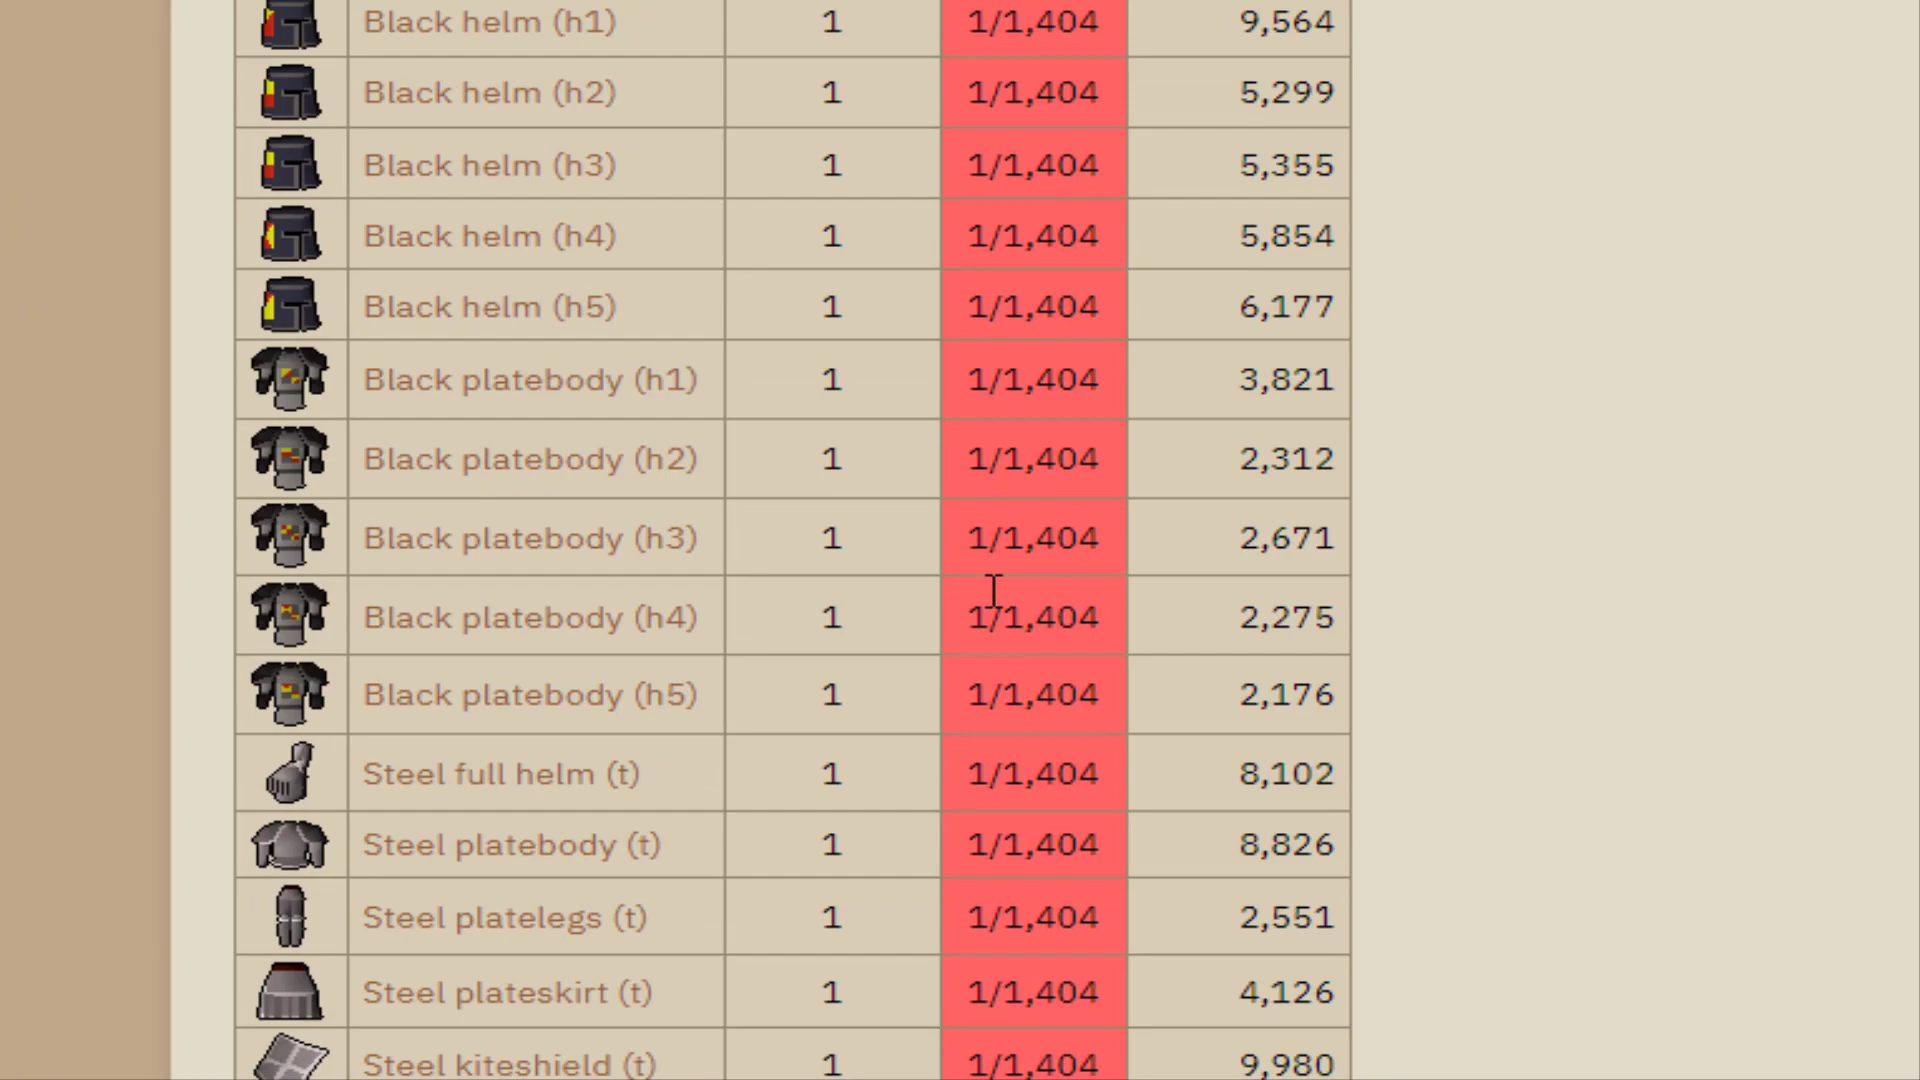 Black helm (h1) 1 1/1,404 9,564
Black helm (h2) 1 1/1,404 5,299
Black helm (h3) 1 1/1,404 5,355
Black helm (h4) 1 1/1,404 5,854
Black helm (h5) 1 1/1,404 6,177
Black platebody (h1) 1 1/1,404 3,821
Black platebody (h2) 1 1/1,404 2,312
Black platebody (h3) 1 1/1,404 2,671
Black platebody (h4) 1 1/1,404 2,275
Black platebody (h5) 1 1/1,404 2,176
Steel full helm (t) 1 1/1,404 8,102
Steel platebody (t) 1 1/1,404 8,826
Steel platelegs (t) 1 1/1,404 2,551
Steel plateskirt (t) 1 1/1,404 4,126
Steel kiteshield (t) 1 1/1,404 9,980